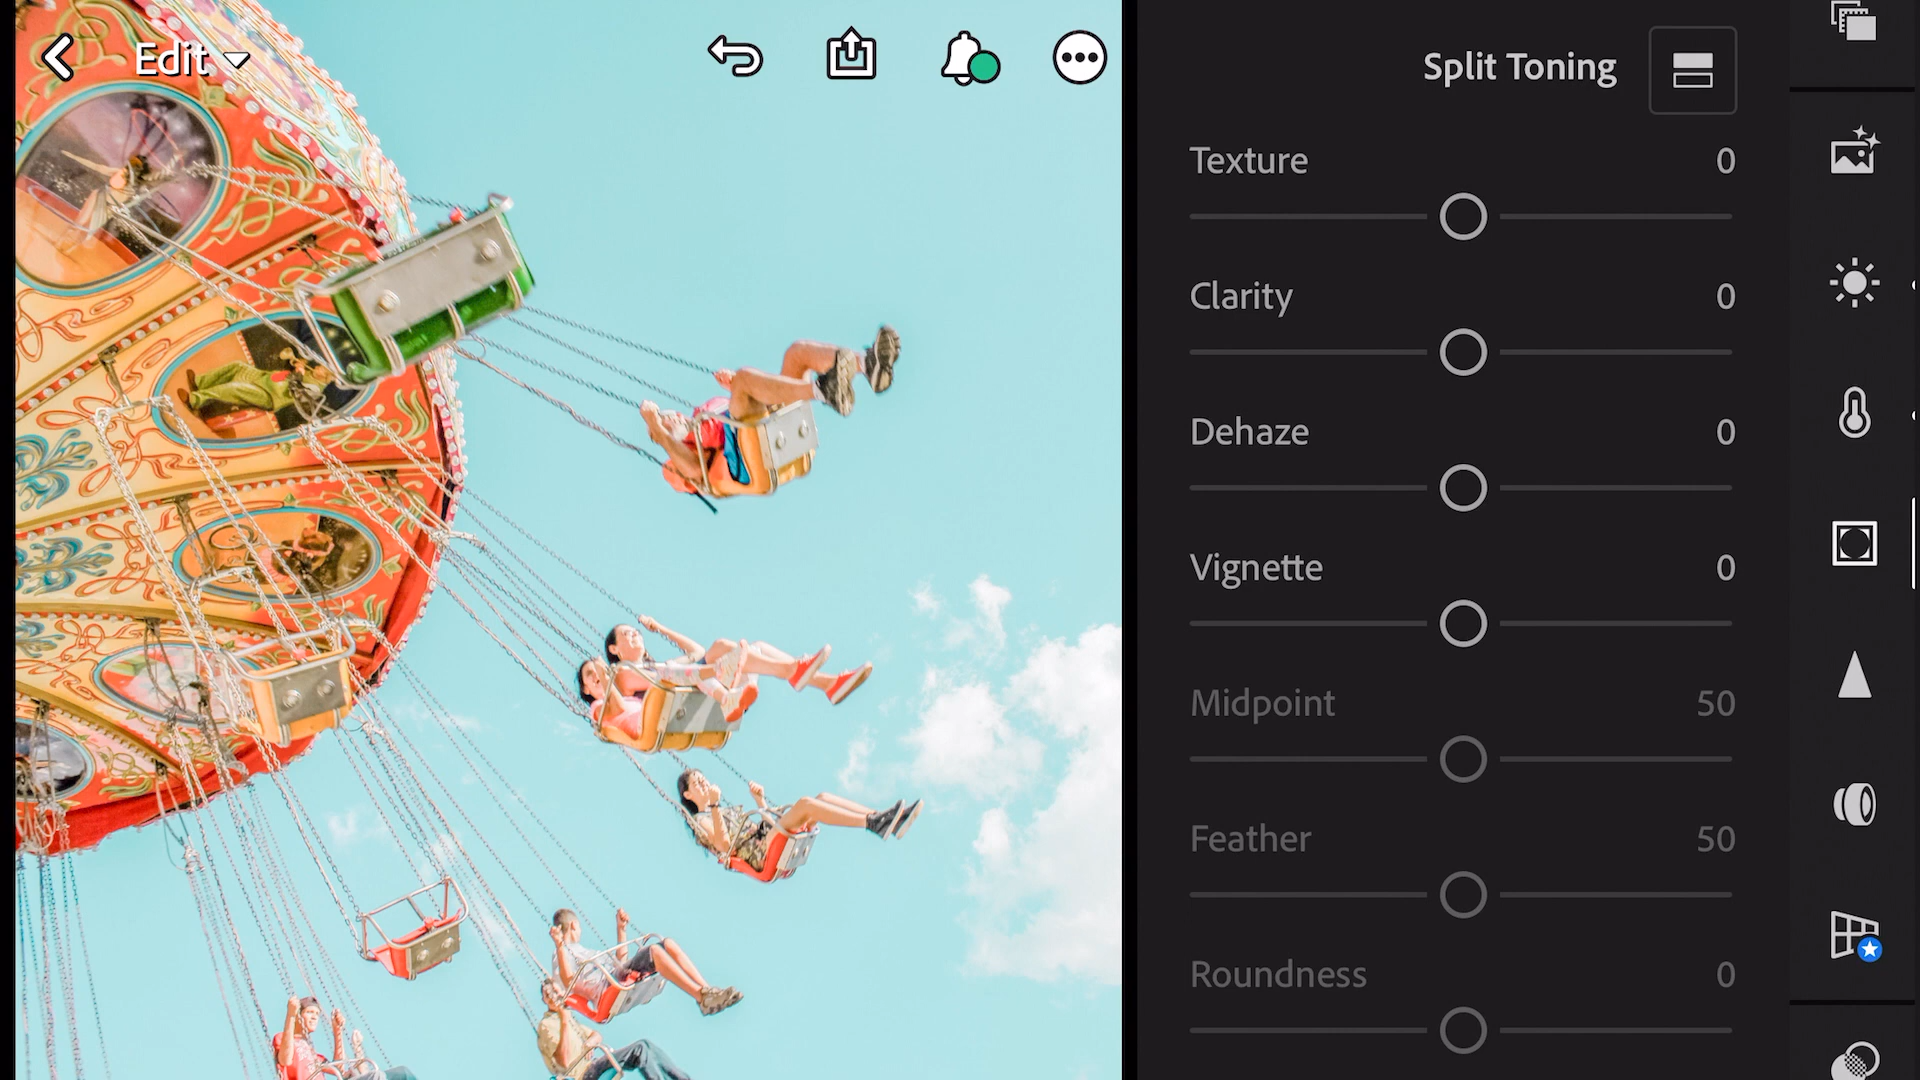 Edit
Split Toning
Texture 0
Clarity 0
Dehaze 0
Vignette 0
Midpoint 50
Feather 50
Roundness 0